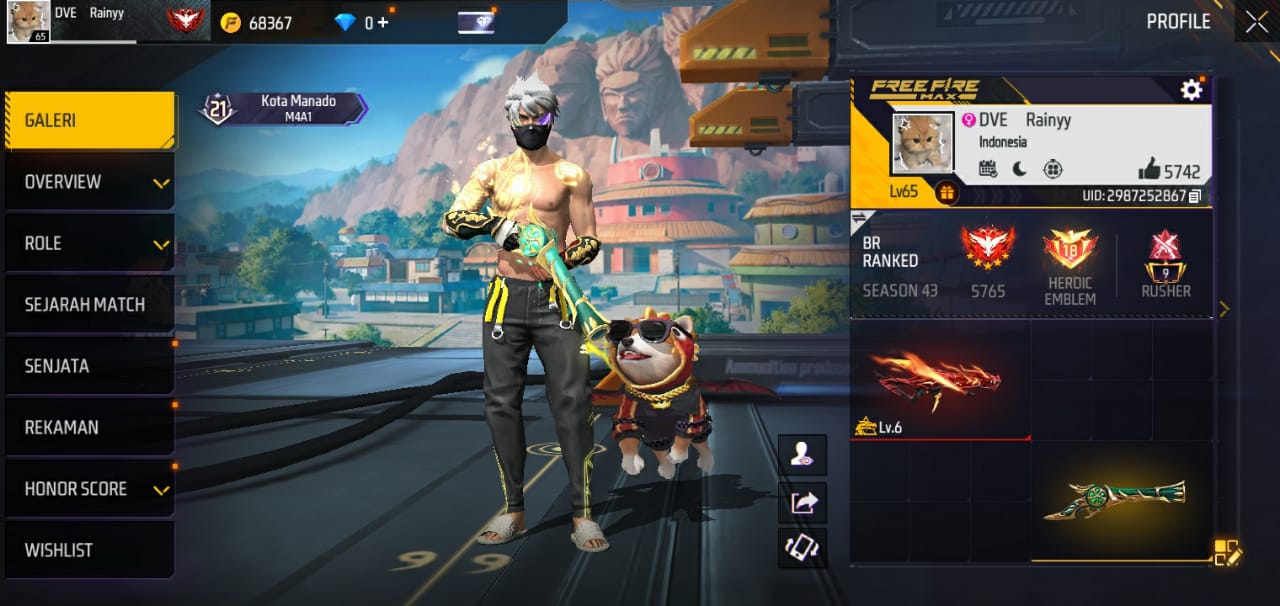 DVE Rainyy
65
68367
0 +
PROFILE
GALERI
OVERVIEW
ROLE
SEJARAH MATCH
SENJATA
REKAMAN
HONOR SCORE
WISHLIST
21
Kota Manado
M4A1
FREE FIRE
MAX
DVE Rainyy
Indonesia
5742
Lv65
UID: 2987252867
BR
RANKED
SEASON 43
5765
18
HEROIC
EMBLEM
9
RUSHER
Lv.6
99